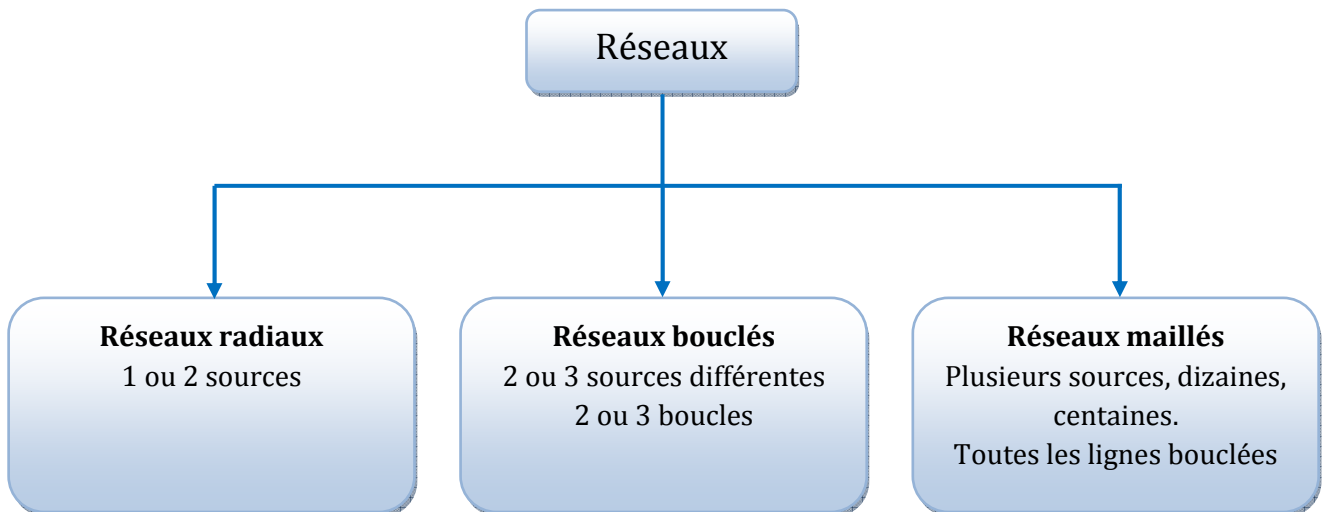 Réseaux
Réseaux radiaux
1 ou 2 sources
Réseaux bouclés
2 ou 3 sources différentes
2 ou 3 boucles
Réseaux maillés
Plusieurs sources, dizaines,
centaines.
Toutes les lignes bouclées